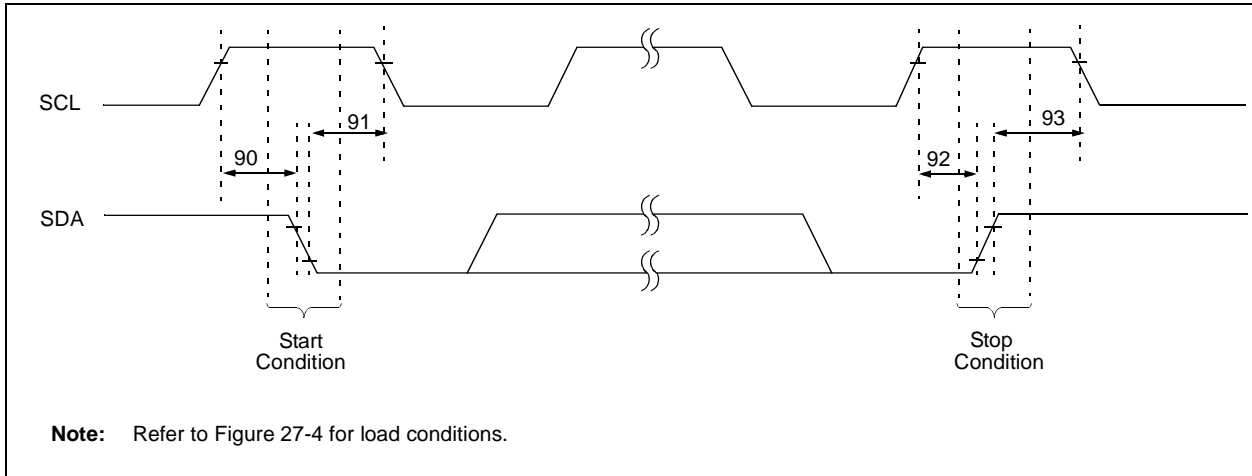 SCL
91
93
90
92
SDA
Start
Condition
Stop
Condition
Note: Refer to Figure 27-4 for load conditions.